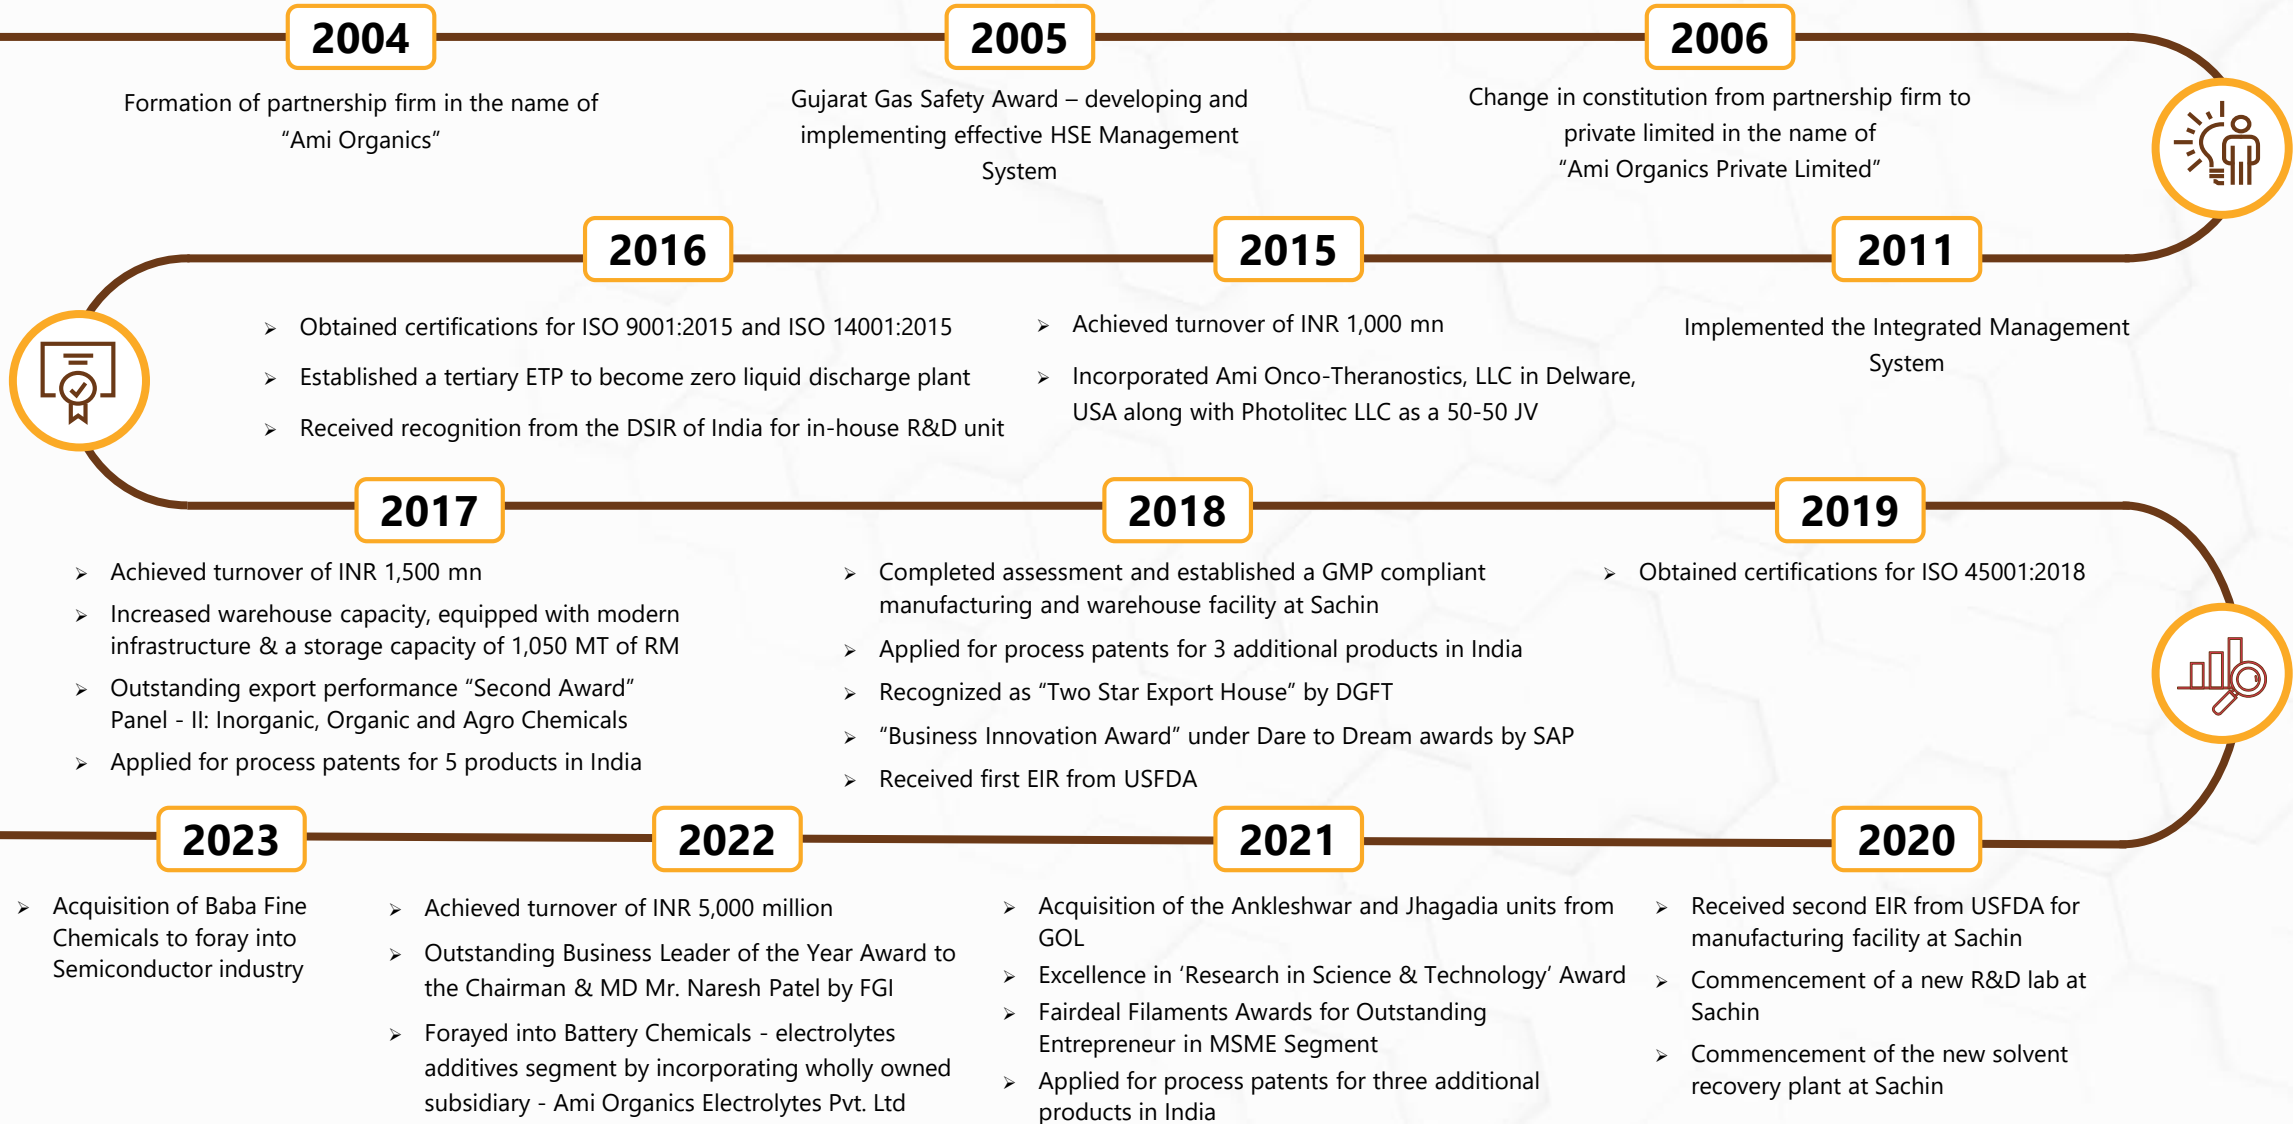 2004
Formation of partnership firm in the name of
“Ami Organics”
2005
Gujarat Gas Safety Award – developing and
implementing effective HSE Management
System
2006
Change in constitution from partnership firm to
private limited in the name of
“Ami Organics Private Limited”
2011
Implemented the Integrated Management
System
2015
➢ Achieved turnover of INR 1,000 mn
➢ Incorporated Ami Onco-Theranostics, LLC in Delware,
USA along with Photolitec LLC as a 50-50 JV
2016
➢ Obtained certifications for ISO 9001:2015 and ISO 14001:2015
➢ Established a tertiary ETP to become zero liquid discharge plant
➢ Received recognition from the DSIR of India for in-house R&D unit
2017
➢ Achieved turnover of INR 1,500 mn
➢ Increased warehouse capacity, equipped with modern
infrastructure & a storage capacity of 1,050 MT of RM
➢ Outstanding export performance “Second Award”
Panel - II: Inorganic, Organic and Agro Chemicals
➢ Applied for process patents for 5 products in India
2018
➢ Completed assessment and established a GMP compliant
manufacturing and warehouse facility at Sachin
➢ Applied for process patents for 3 additional products in India
➢ Recognized as “Two Star Export House” by DGFT
➢ “Business Innovation Award” under Dare to Dream awards by SAP
➢ Received first EIR from USFDA
2019
➢ Obtained certifications for ISO 45001:2018
2020
➢ Received second EIR from USFDA for
manufacturing facility at Sachin
➢ Commencement of a new R&D lab at
Sachin
➢ Commencement of the new solvent
recovery plant at Sachin
2021
➢ Acquisition of the Ankleshwar and Jhagadia units from
GOL
➢ Excellence in ‘Research in Science & Technology’ Award
➢ Fairdeal Filaments Awards for Outstanding
Entrepreneur in MSME Segment
➢ Applied for process patents for three additional
products in India
2022
➢ Achieved turnover of INR 5,000 million
➢ Outstanding Business Leader of the Year Award to
the Chairman & MD Mr. Naresh Patel by FGI
➢ Forayed into Battery Chemicals - electrolytes
additives segment by incorporating wholly owned
subsidiary - Ami Organics Electrolytes Pvt. Ltd
2023
➢ Acquisition of Baba Fine
Chemicals to foray into
Semiconductor industry